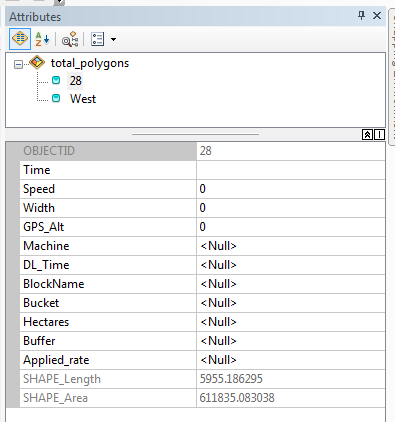 Attributes
total_polygons
28
West
OBJECTID 28
Time
Speed 0
Width 0
GPS_Alt 0
Machine <Null>
DL_Time <Null>
BlockName <Null>
Bucket <Null>
Hectares <Null>
Buffer <Null>
Applied_rate <Null>
SHAPE_Length 5955.186295
SHAPE_Area 611835.083038